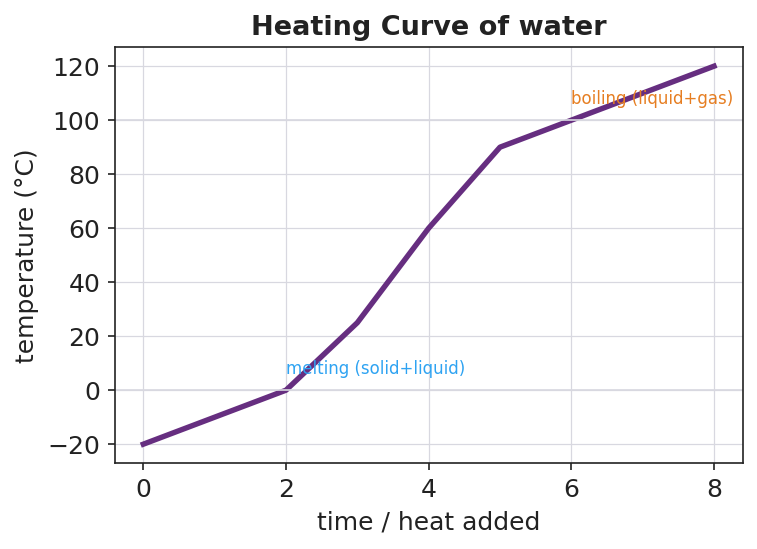 Heating Curve of water
120
100
80
60
40
20
0
−20
temperature (°C)
boiling (liquid+gas)
melting (solid+liquid)
0 2 4 6 8
time / heat added